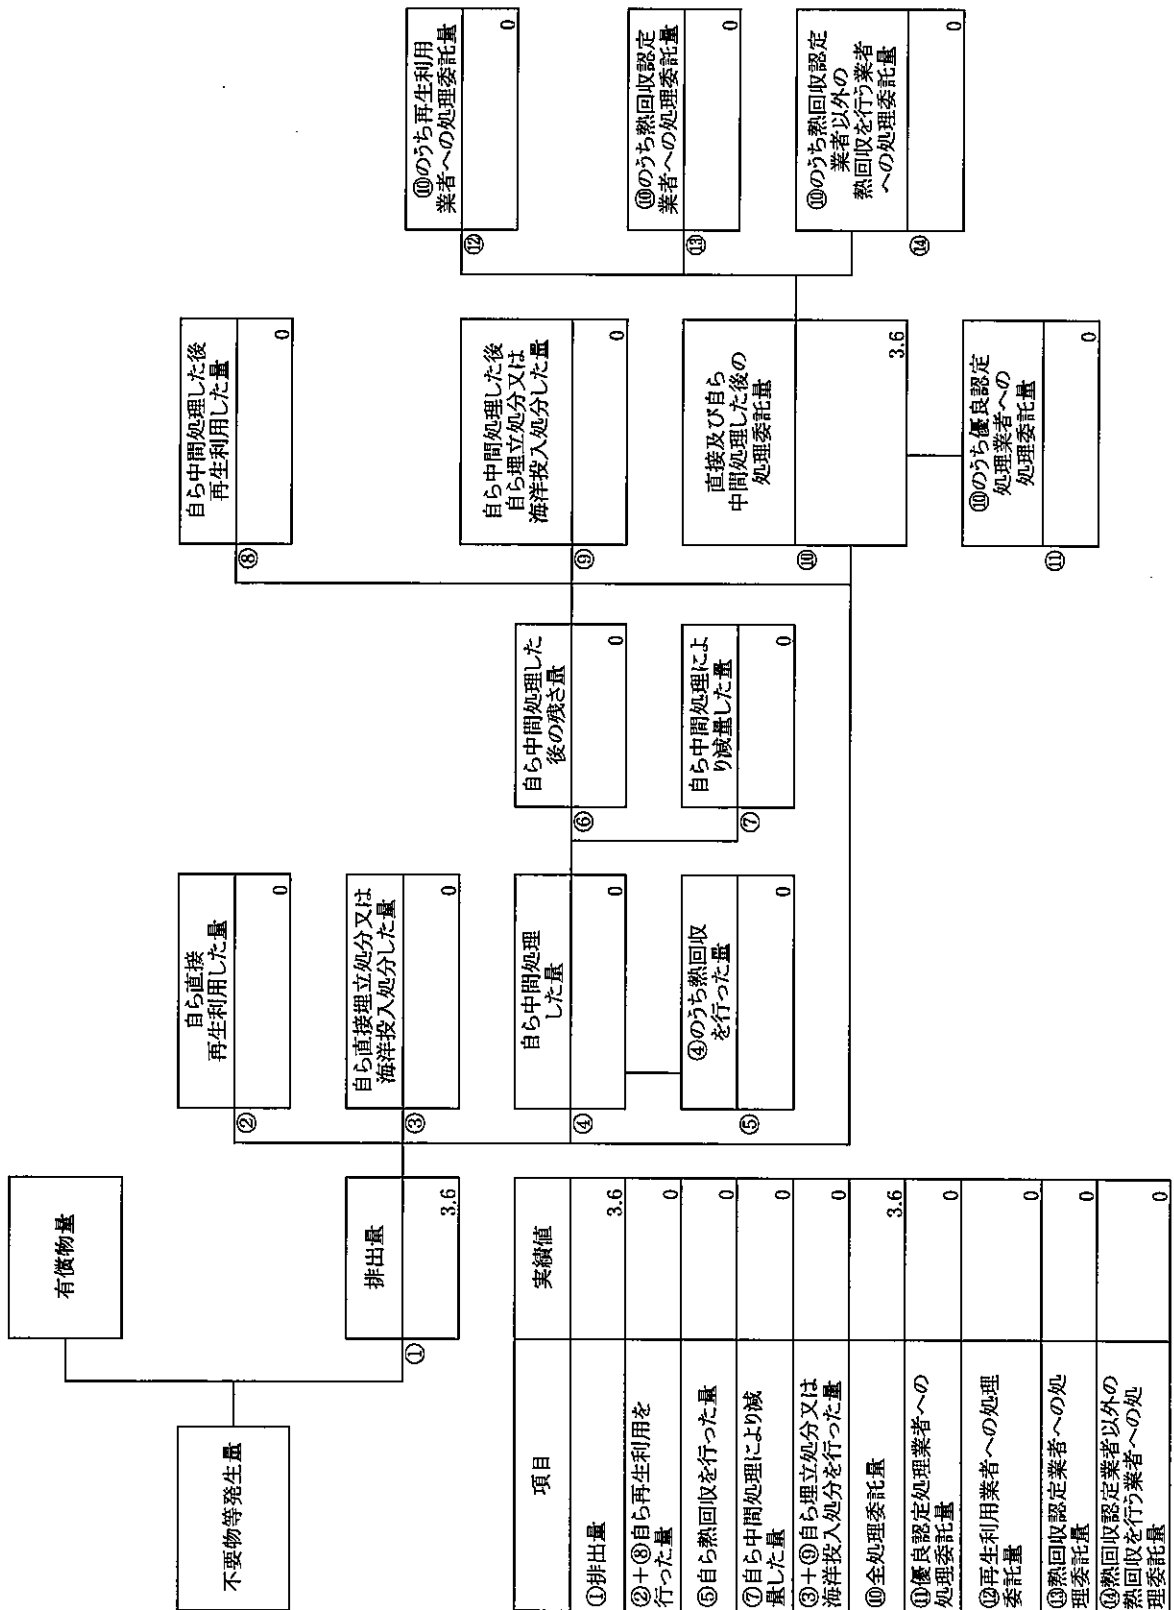 不要物等発生量
有償物量
①
排出量
3.6
②
自ら直接
再生利用した量
0
③
自ら直接埋立処分又は
海洋投入処分した量
0
④
自ら中間処理
した量
0
⑤
④のうち熱回収
を行った量
0
⑥
自ら中間処理した
後の残さ量
0
⑦
自ら中間処理によ
り減量した量
0
⑧
自ら中間処理した後
再生利用した量
0
⑨
自ら中間処理した後
自ら埋立処分又は
海洋投入処分した量
0
⑩
直接及び自ら
中間処理した後の
処理委託量
3.6
⑪
⑩のうち優良認定
処理業者への
処理委託量
0
⑫
⑩のうち再生利用
業者への処理委託量
0
⑬
⑩のうち熱回収認定
業者への処理委託量
0
⑭
⑩のうち熱回収認定
業者以外の
熱回収を行う業者
への処理委託量
0
項目
実績値
①排出量
3.6
②+⑧自ら再生利用を
行った量
0
⑤自ら熱回収を行った量
0
⑦自ら中間処理により減
量した量
0
③+⑨自ら埋立処分又は
海洋投入処分を行った量
0
⑩全処理委託量
3.6
⑪優良認定処理業者への
処理委託量
0
⑫再生利用業者への処理
委託量
0
⑬熱回収認定業者への処
理委託量
0
⑭熱回収認定業者以外の
熱回収を行う業者への処
理委託量
0